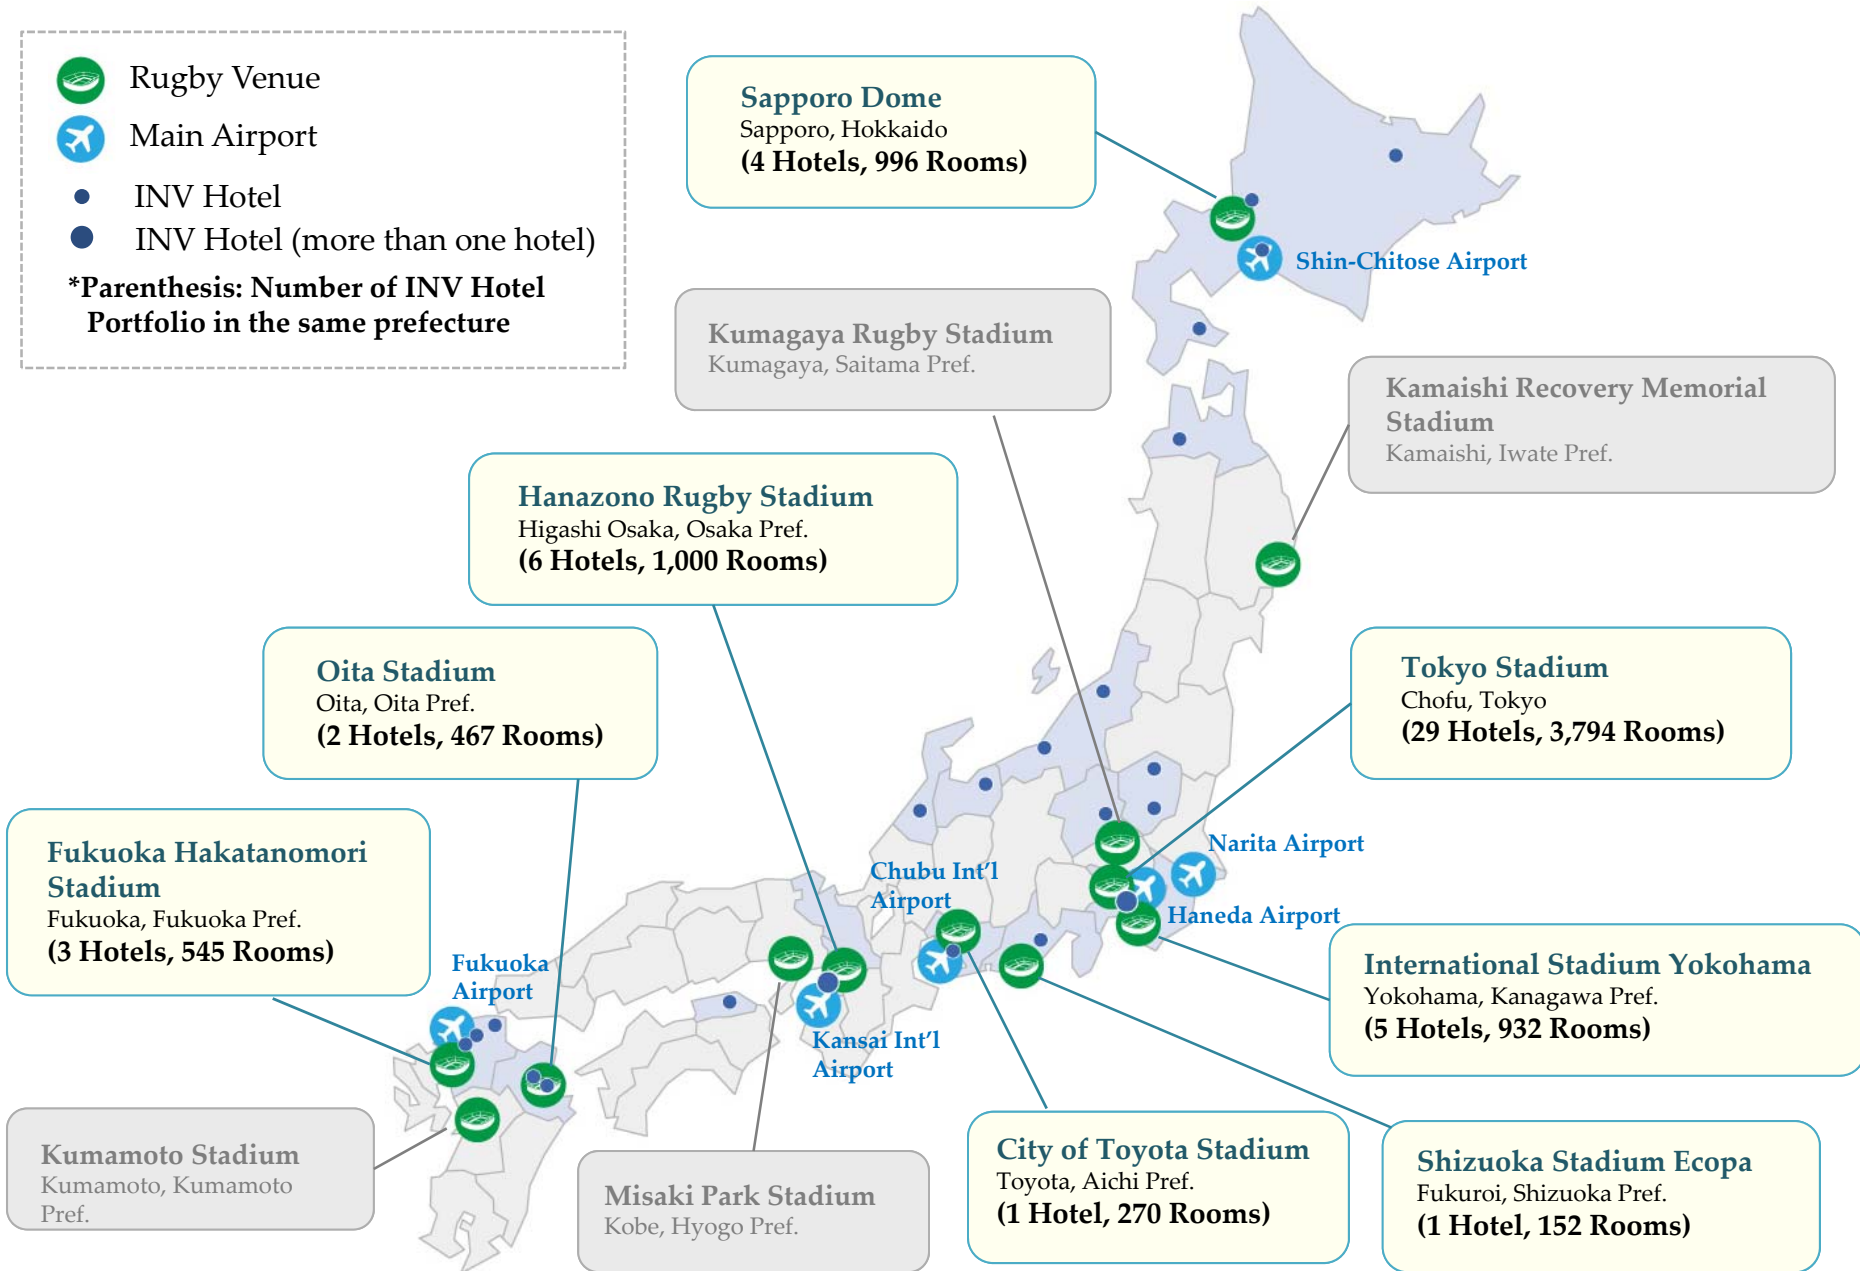 Rugby Venue
Main Airport
INV Hotel
INV Hotel (more than one hotel)
*Parenthesis: Number of INV Hotel
Portfolio in the same prefecture
Sapporo Dome
Sapporo, Hokkaido
(4 Hotels, 996 Rooms)
Shin-Chitose Airport
Kumagaya Rugby Stadium
Kumagaya, Saitama Pref.
Kamaishi Recovery Memorial
Stadium
Kamaishi, Iwate Pref.
Hanazono Rugby Stadium
Higashi Osaka, Osaka Pref.
(6 Hotels, 1,000 Rooms)
Oita Stadium
Oita, Oita Pref.
(2 Hotels, 467 Rooms)
Tokyo Stadium
Chofu, Tokyo
(29 Hotels, 3,794 Rooms)
Fukuoka Hakatanomori
Stadium
Fukuoka, Fukuoka Pref.
(3 Hotels, 545 Rooms)
Chubu Int'l
Airport
Narita Airport
Haneda Airport
Fukuoka
Airport
International Stadium Yokohama
Yokohama, Kanagawa Pref.
(5 Hotels, 932 Rooms)
Kansai Int'l
Airport
Kumamoto Stadium
Kumamoto, Kumamoto
Pref.
Misaki Park Stadium
Kobe, Hyogo Pref.
City of Toyota Stadium
Toyota, Aichi Pref.
(1 Hotel, 270 Rooms)
Shizuoka Stadium Ecopa
Fukuroi, Shizuoka Pref.
(1 Hotel, 152 Rooms)